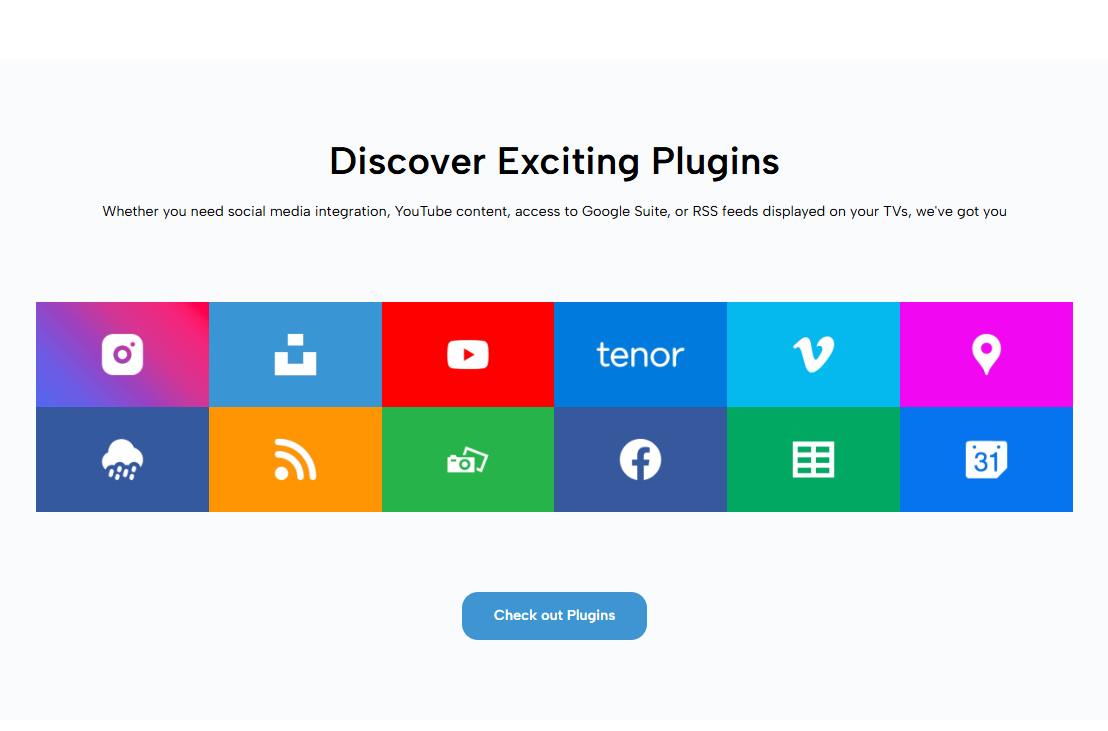 Discover Exciting Plugins
Whether you need social media integration, YouTube content, access to Google Suite, or RSS feeds displayed on your TVs, we've got you
tenor
31
Check out Plugins